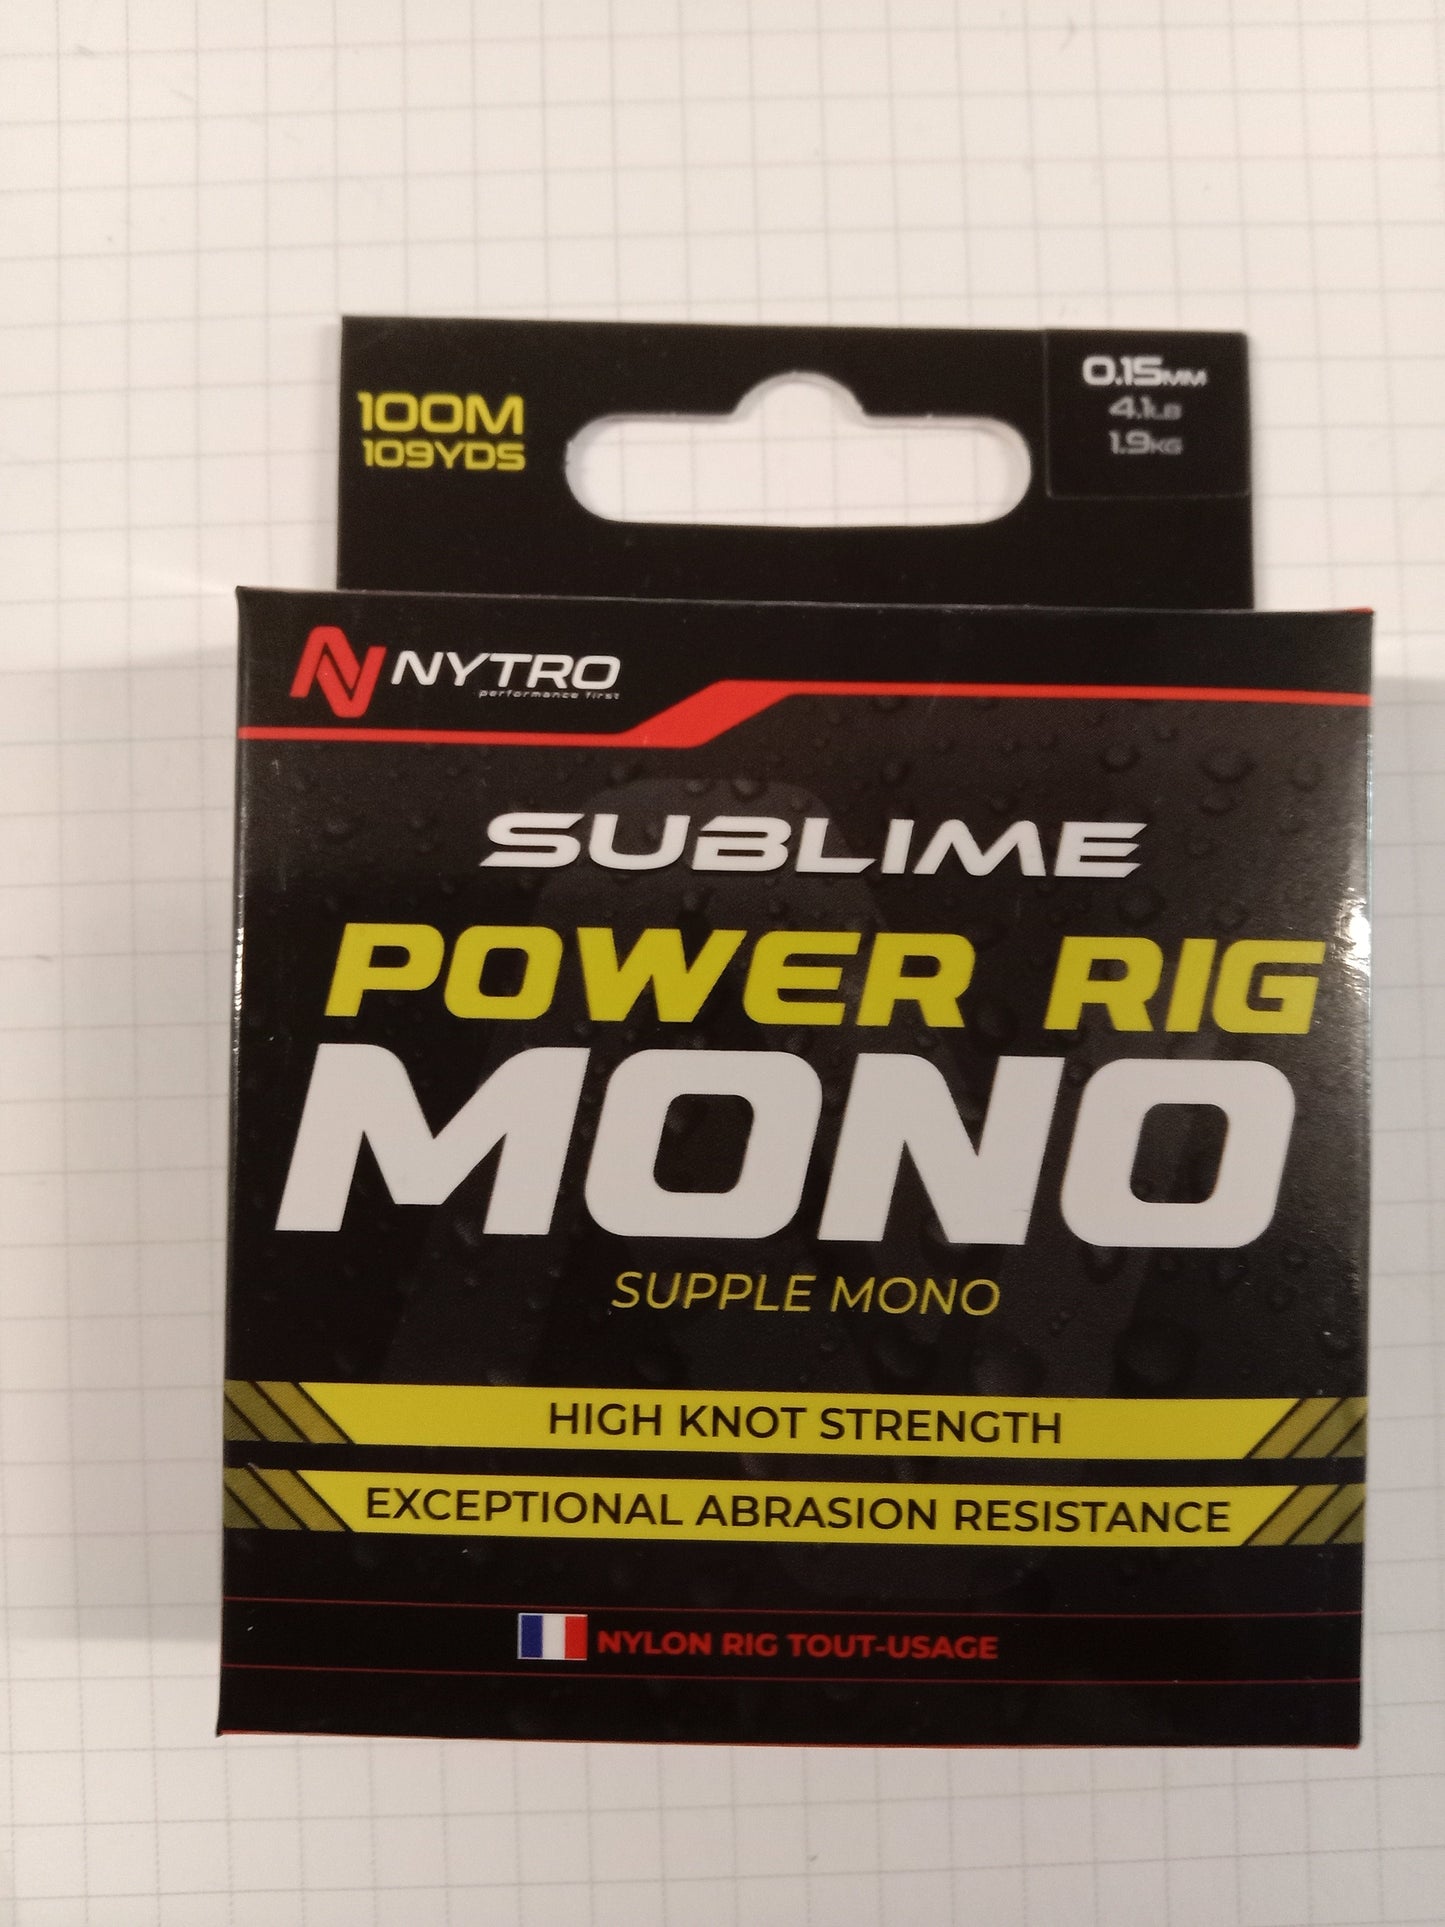 100M
109YDS
0.15MM
4.1LB
1.9KG
NYTRO
performance first
SUBLIME
POWER RIG
MONO
SUPPLE MONO
HIGH KNOT STRENGTH
EXCEPTIONAL ABRASION RESISTANCE
NYLON RIG TOUT-USAGE